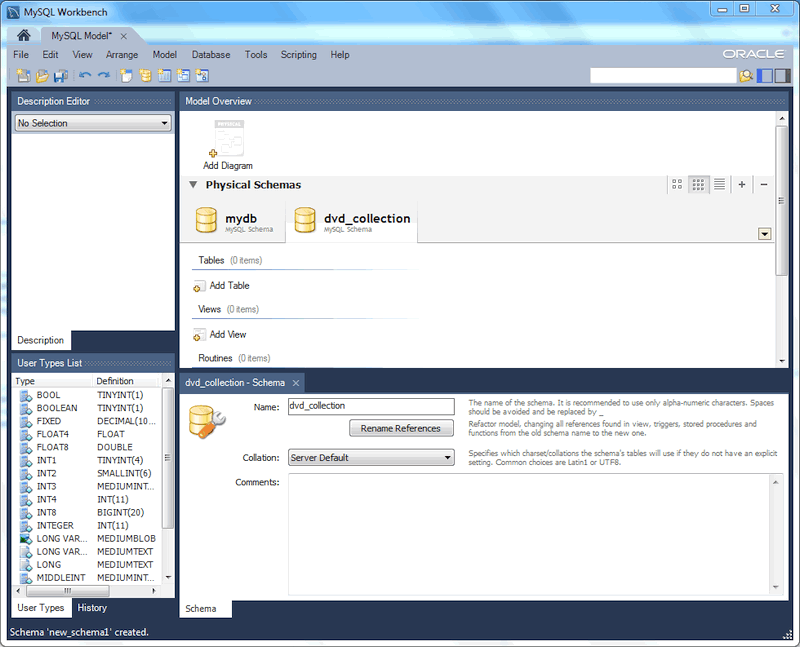 MySQL Workbench
MySQL Model*
File Edit View Arrange Model Database Tools Scripting Help
ORACLE
Description Editor
No Selection
Description
Model Overview
Add Diagram
Physical Schemas
mydb
MySQL Schema
dvd_collection
MySQL Schema
Tables (0 items)
Add Table
Views (0 items)
Add View
Routines (0 items)
User Types List
Type Definition
BOOL TINYINT(1)
BOOLEAN TINYINT(1)
FIXED DECIMAL(10...
FLOAT4 FLOAT
FLOAT8 DOUBLE
INT1 TINYINT(4)
INT2 SMALLINT(6)
INT3 MEDIUMINT...
INT4 INT(11)
INT8 BIGINT(20)
INTEGER INT(11)
LONG VAR... MEDIUMBLOB
LONG VAR... MEDIUMTEXT
LONG MEDIUMTEXT
MIDDLEINT MEDIUMINT...
User Types History
dvd_collection - Schema
Name: dvd_collection
The name of the schema. It is recommended to use only alpha-numeric characters. Spaces
should be avoided and be replaced by _
Rename References
Refactor model, changing all references found in view, triggers, stored procedures and
functions from the old schema name to the new one.
Collation: Server Default
Specifies which charset/collations the schema's tables will use if they do not have an explicit
setting. Common choices are Latin1 or UTF8.
Comments:
Schema
Schema 'new_schema1' created.